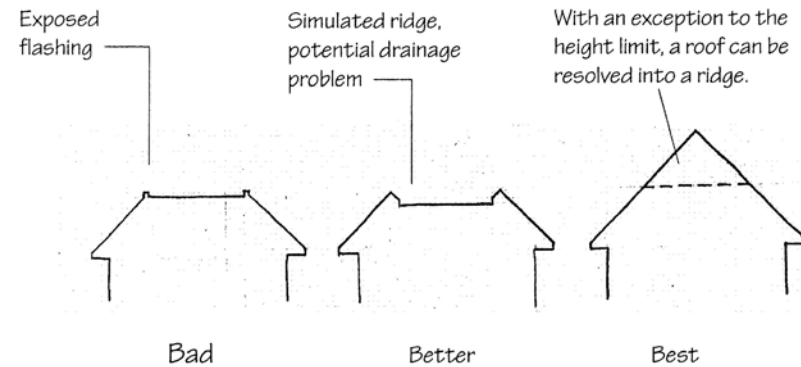 Exposed
flashing
Simulated ridge,
potential drainage
problem
With an exception to the
height limit, a roof can be
resolved into a ridge.
Bad
Better
Best